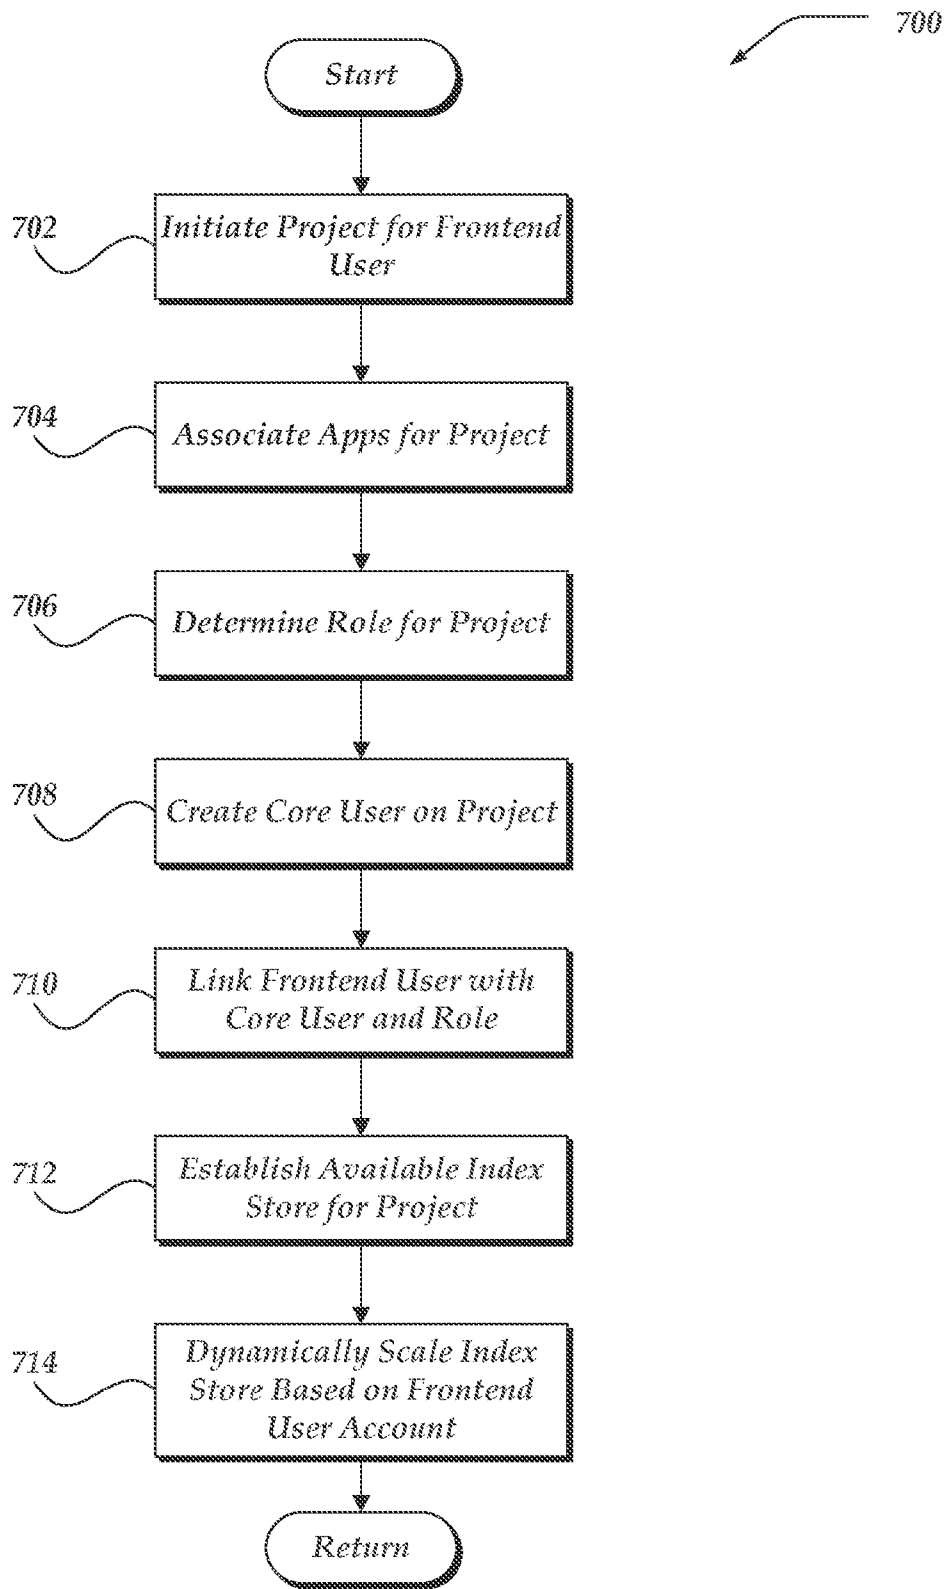 700
Start
702
Initiate Project for Frontend
User
704
Associate Apps for Project
706
Determine Role for Project
708
Create Core User on Project
710
Link Frontend User with
Core User and Role
712
Establish Available Index
Store for Project
714
Dynamically Scale Index
Store Based on Frontend
User Account
Return